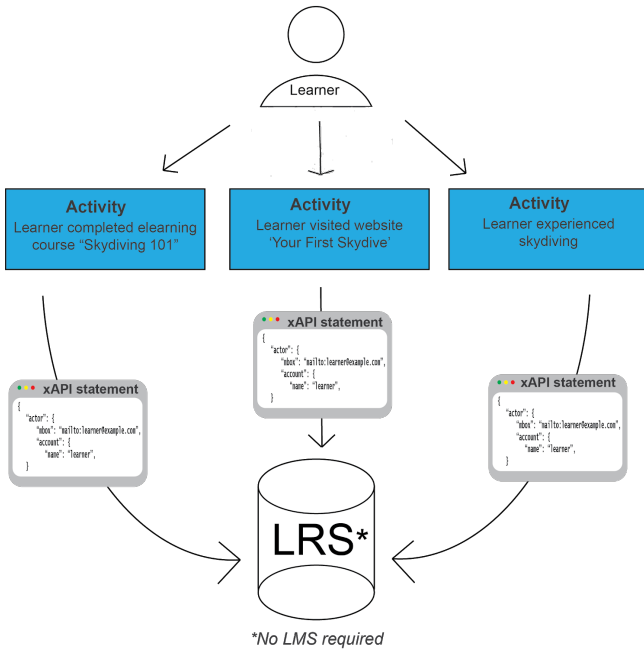 Learner
Activity
Learner completed elearning
course “Skydiving 101”
Activity
Learner visited website
‘Your First Skydive’
Activity
Learner experienced
skydiving
xAPI statement
{
"actor": {
"mbox": "mailto:learner@example.com",
"account": {
"name": "learner",
}
xAPI statement
{
"actor": {
"mbox": "mailto:learner@example.com",
"account": {
"name": "learner",
}
xAPI statement
{
"actor": {
"mbox": "mailto:learner@example.com",
"account": {
"name": "learner",
}
LRS*
*No LMS required